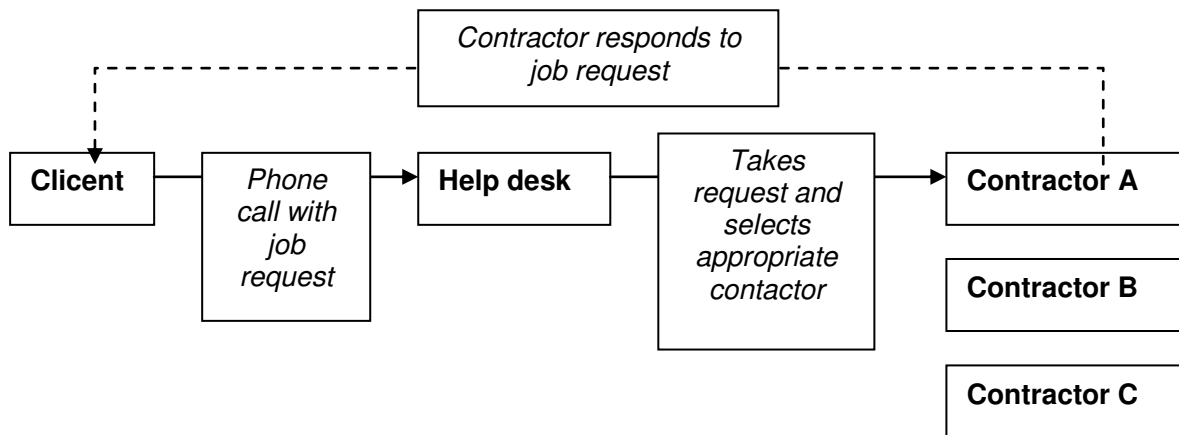 Contractor responds to
job request
Clicent
Phone
call with
job
request
Help desk
Takes
request and
selects
appropriate
contactor
Contractor A
Contractor B
Contractor C